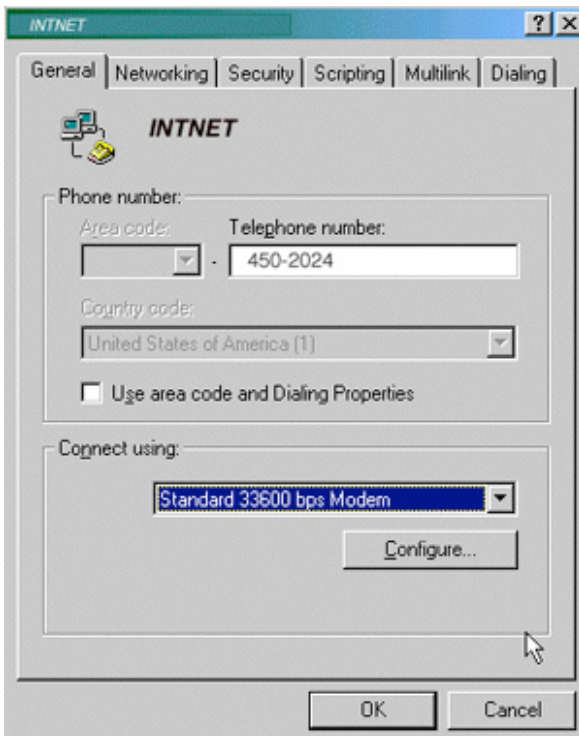 INTNET
General Networking Security Scripting Multilink Dialing
INTNET
Phone number:
Area code: Telephone number:
- 450-2024
Country code:
United States of America (1)
Use area code and Dialing Properties
Connect using:
Standard 33600 bps Modem
Configure...
OK Cancel